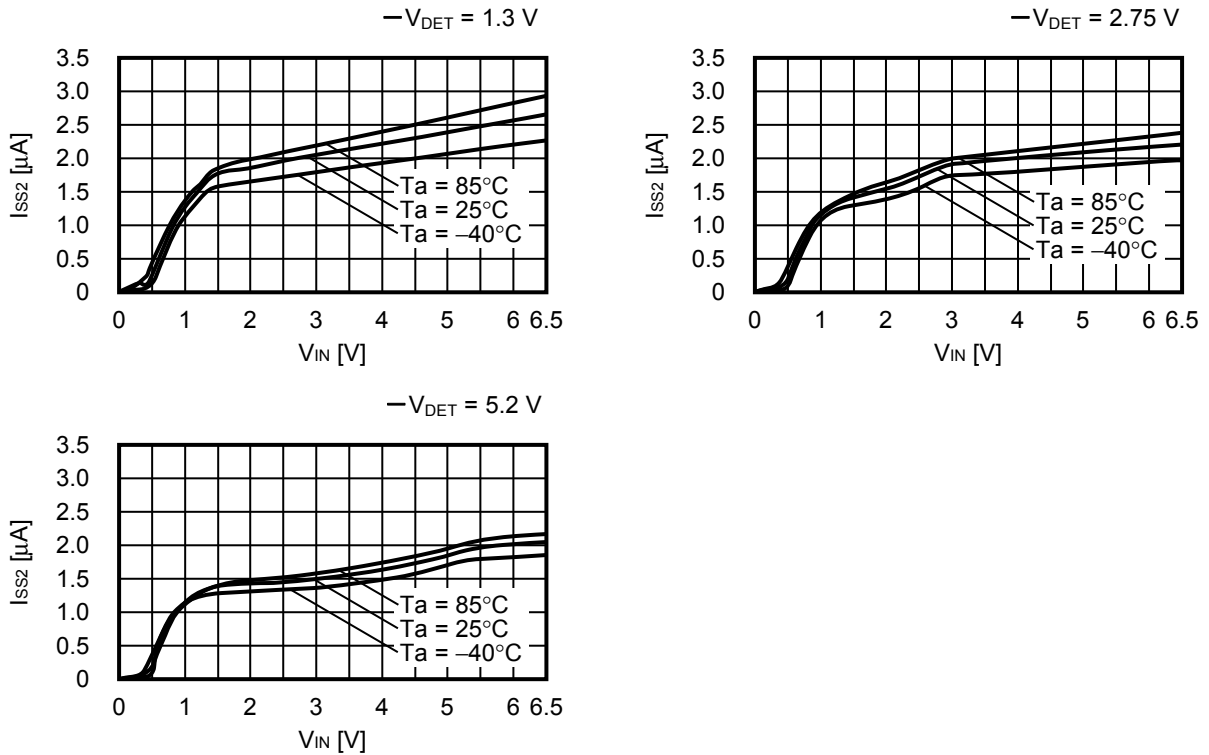 −VDET = 1.3 V
3.5
3.0
2.5
2.0
1.5
1.0
0.5
0
ISS2 [µA]
Ta = 85°C
Ta = 25°C
Ta = −40°C
0 1 2 3 4 5 6 6.5
VIN [V]
−VDET = 2.75 V
3.5
3.0
2.5
2.0
1.5
1.0
0.5
0
ISS2 [µA]
Ta = 85°C
Ta = 25°C
Ta = −40°C
0 1 2 3 4 5 6 6.5
VIN [V]
−VDET = 5.2 V
3.5
3.0
2.5
2.0
1.5
1.0
0.5
0
ISS2 [µA]
Ta = 85°C
Ta = 25°C
Ta = −40°C
0 1 2 3 4 5 6 6.5
VIN [V]